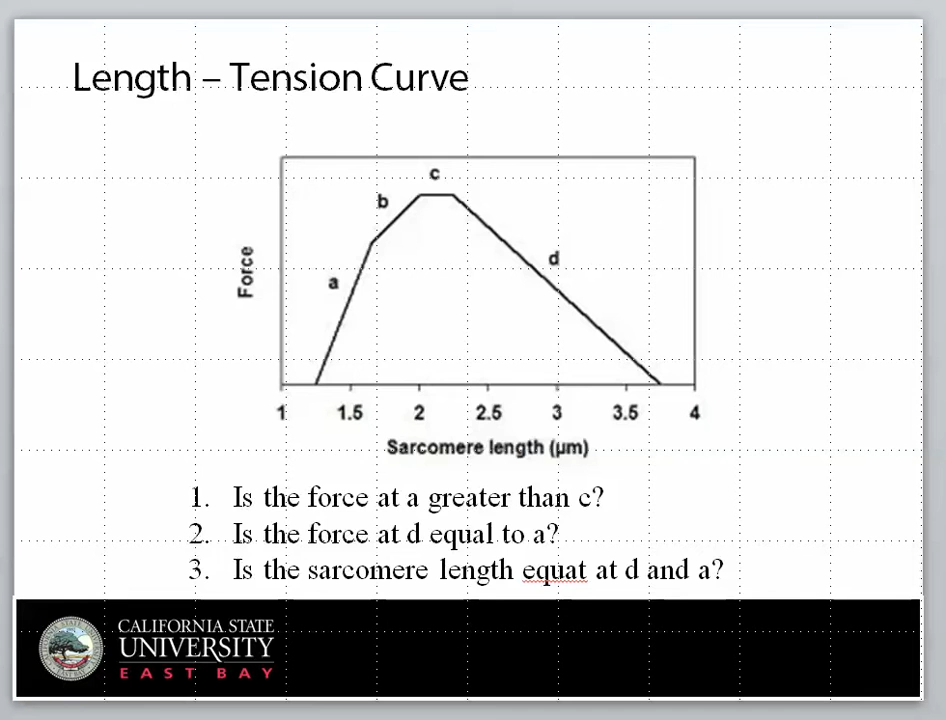 Length – Tension Curve
c
b
d
a
Force
1 1.5 2 2.5 3 3.5 4
Sarcomere length (µm)
1. Is the force at a greater than c?
2. Is the force at d equal to a?
3. Is the sarcomere length equat at d and a?
CALIFORNIA STATE
UNIVERSITY
EAST BAY